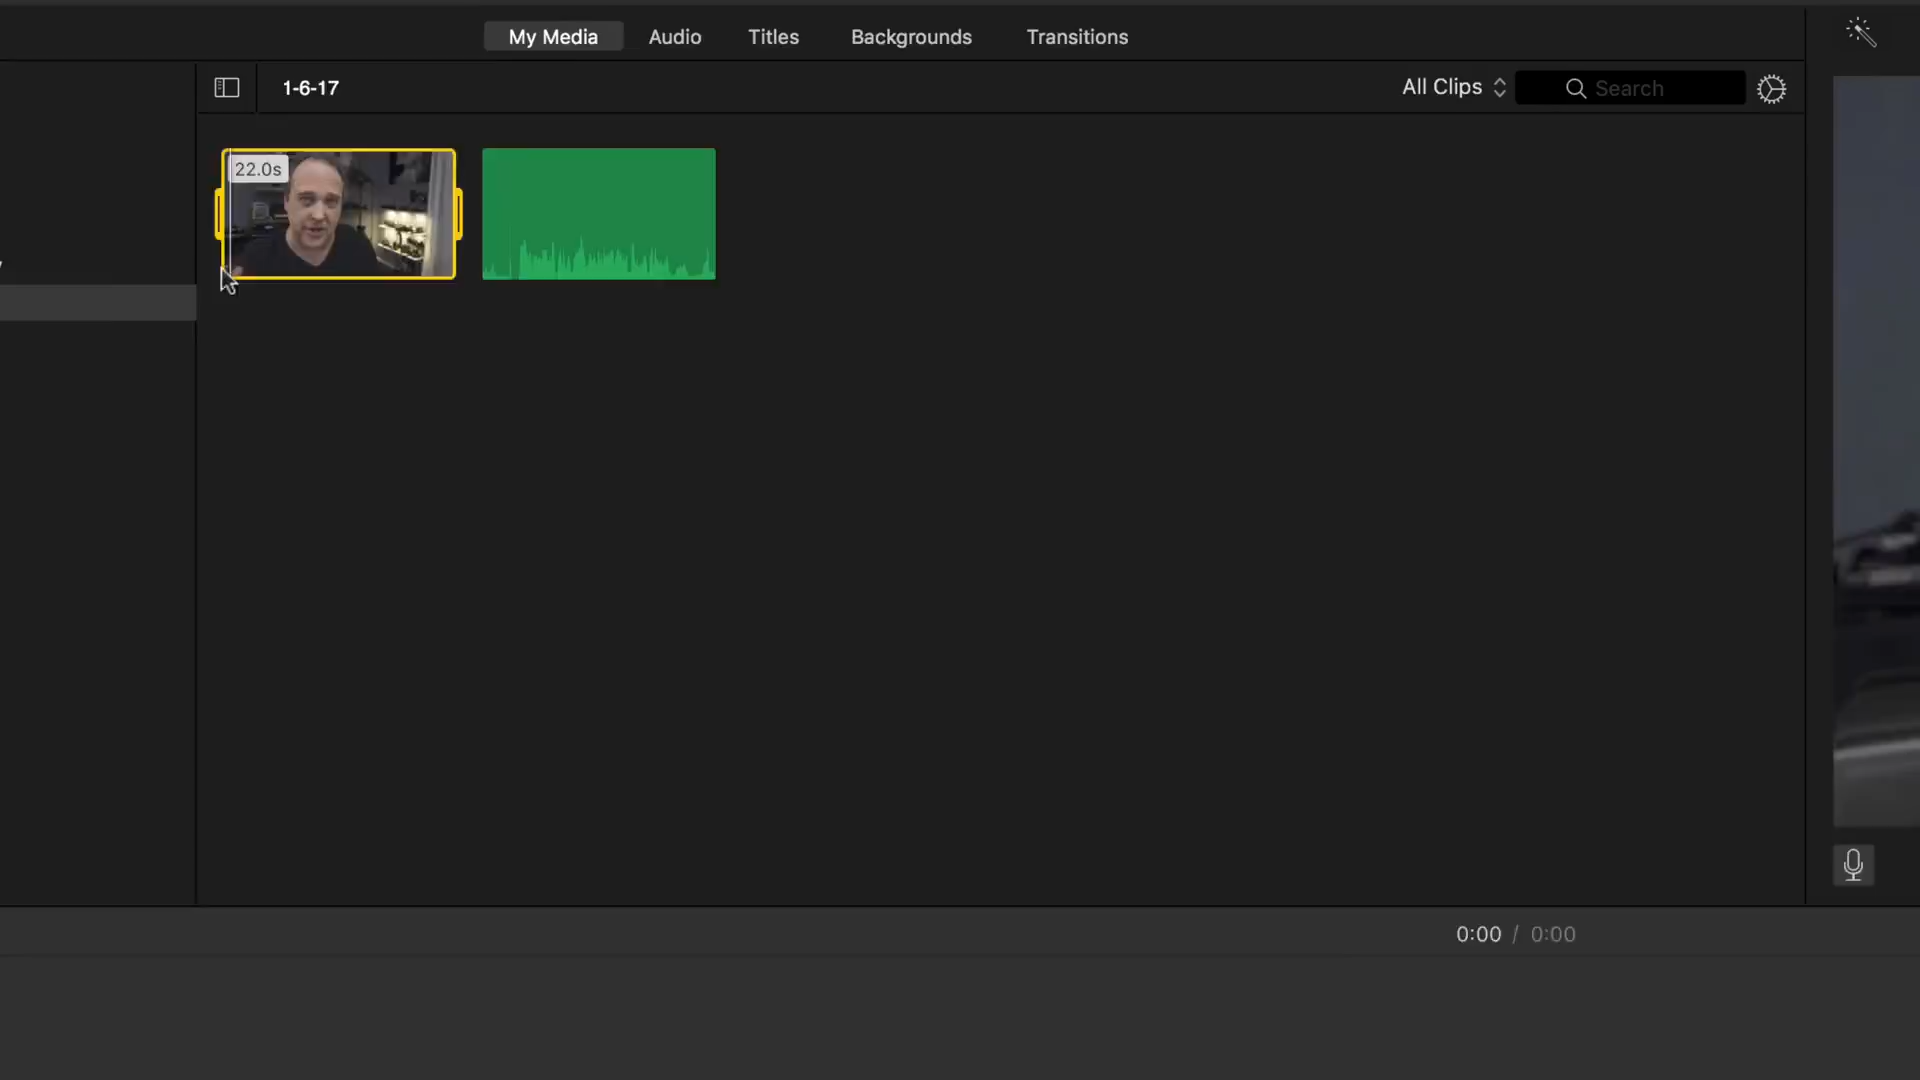 My Media
Audio
Titles
Backgrounds
Transitions
1-6-17
All Clips
Search
22.0s
0:00 / 0:00